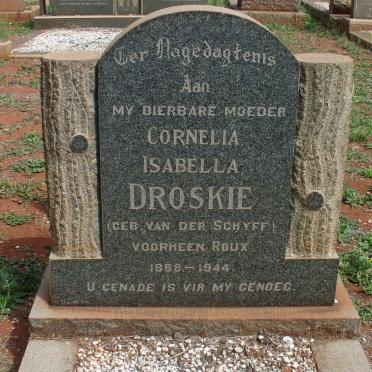 Ter Nagedagtenis
Aan
MY DIERBARE MOEDER
CORNELIA
ISABELLA
DROSKIE
(GEB. VAN DER SCHYFF)
VOORHEEN ROUX
1868-1944.
U GENADE IS VIR MY GENOEG.